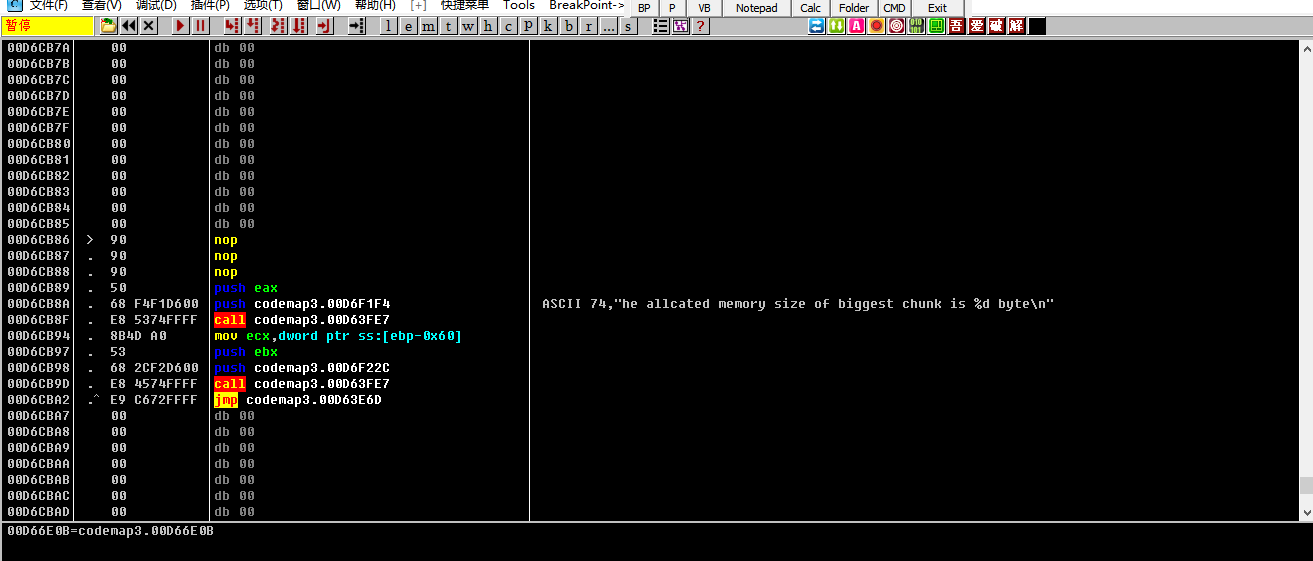 文件(F) 查看(V) 调试(D) 插件(P) 选项(T) 窗口(W) 帮助(H) [+] 快捷菜单 Tools BreakPoint-> BP P VB Notepad Calc Folder CMD Exit
暂停 l e m t w h c p k b r ... s ? A 吾 爱 破 解
00D6CB7A 00 db 00
00D6CB7B 00 db 00
00D6CB7C 00 db 00
00D6CB7D 00 db 00
00D6CB7E 00 db 00
00D6CB7F 00 db 00
00D6CB80 00 db 00
00D6CB81 00 db 00
00D6CB82 00 db 00
00D6CB83 00 db 00
00D6CB84 00 db 00
00D6CB85 00 db 00
00D6CB86 > 90 nop
00D6CB87 . 90 nop
00D6CB88 . 90 nop
00D6CB89 . 50 push eax
00D6CB8A . 68 F4F1D600 push codemap3.00D6F1F4 ASCII 74,"he allcated memory size of biggest chunk is %d byte\n"
00D6CB8F . E8 5374FFFF call codemap3.00D63FE7
00D6CB94 . 8B4D A0 mov ecx,dword ptr ss:[ebp-0x60]
00D6CB97 . 53 push ebx
00D6CB98 . 68 2CF2D600 push codemap3.00D6F22C
00D6CB9D . E8 4574FFFF call codemap3.00D63FE7
00D6CBA2 .^ E9 C672FFFF jmp codemap3.00D63E6D
00D6CBA7 00 db 00
00D6CBA8 00 db 00
00D6CBA9 00 db 00
00D6CBAA 00 db 00
00D6CBAB 00 db 00
00D6CBAC 00 db 00
00D6CBAD 00 db 00
00D66E0B=codemap3.00D66E0B